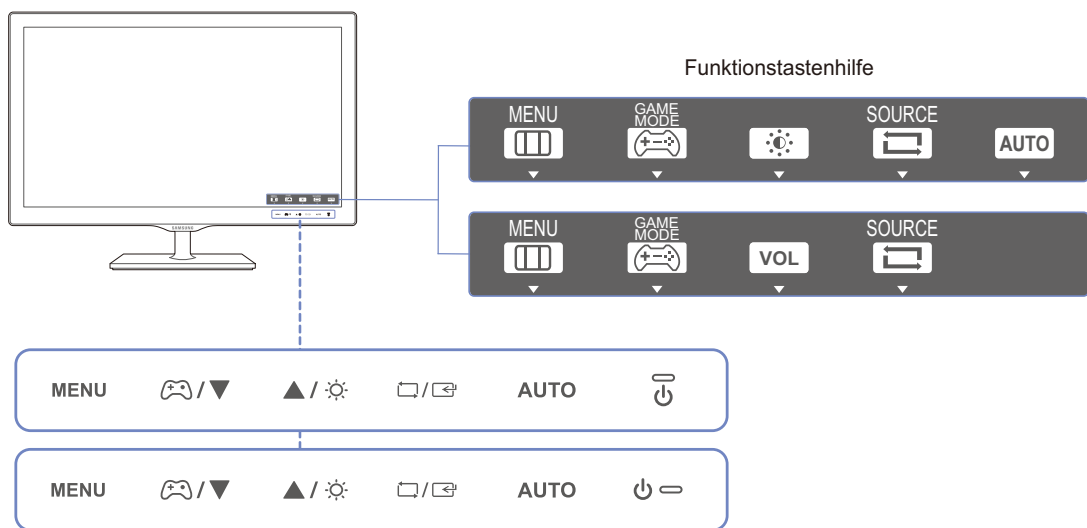 Funktionstastenhilfe
MENU GAME MODE SOURCE AUTO
MENU GAME MODE VOL SOURCE
SAMSUNG
MENU / / / AUTO
MENU / / / AUTO